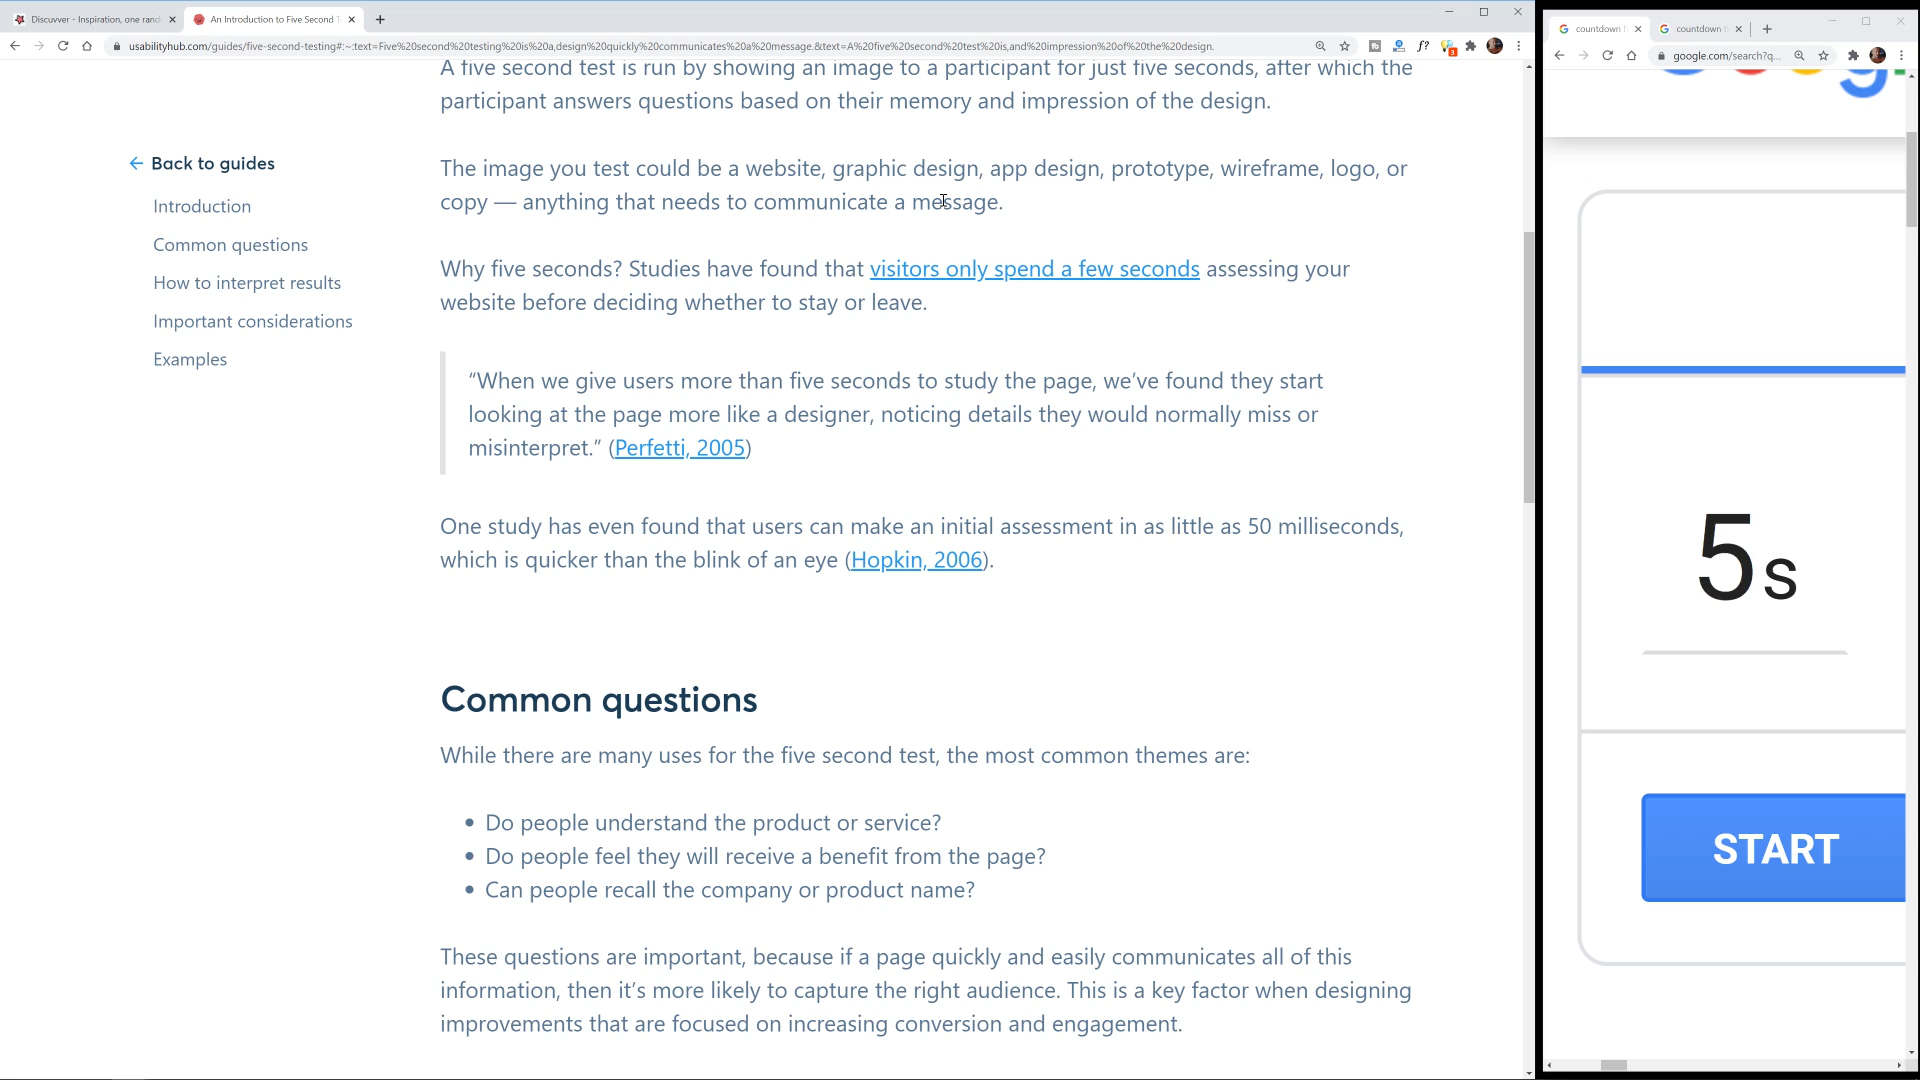 Discuvver - Inspiration, one rand
An Introduction to Five Second T
usabilityhub.com/guides/five-second-testing#:~:text=Five%20second%20testing%20is%20a,design%20quickly%20communicates%20a%20message.&text=A%20five%20second%20test%20is,and%20impression%20of%20the%20design.
A five second test is run by showing an image to a participant for just five seconds, after which the
participant answers questions based on their memory and impression of the design.
Back to guides
Introduction
Common questions
How to interpret results
Important considerations
Examples
The image you test could be a website, graphic design, app design, prototype, wireframe, logo, or
copy — anything that needs to communicate a message.
Why five seconds? Studies have found that visitors only spend a few seconds assessing your
website before deciding whether to stay or leave.
“When we give users more than five seconds to study the page, we’ve found they start
looking at the page more like a designer, noticing details they would normally miss or
misinterpret.” (Perfetti, 2005)
One study has even found that users can make an initial assessment in as little as 50 milliseconds,
which is quicker than the blink of an eye (Hopkin, 2006).
Common questions
While there are many uses for the five second test, the most common themes are:
• Do people understand the product or service?
• Do people feel they will receive a benefit from the page?
• Can people recall the company or product name?
These questions are important, because if a page quickly and easily communicates all of this
information, then it’s more likely to capture the right audience. This is a key factor when designing
improvements that are focused on increasing conversion and engagement.
f?
3
countdown
countdown
google.com/search?q...
5s
START